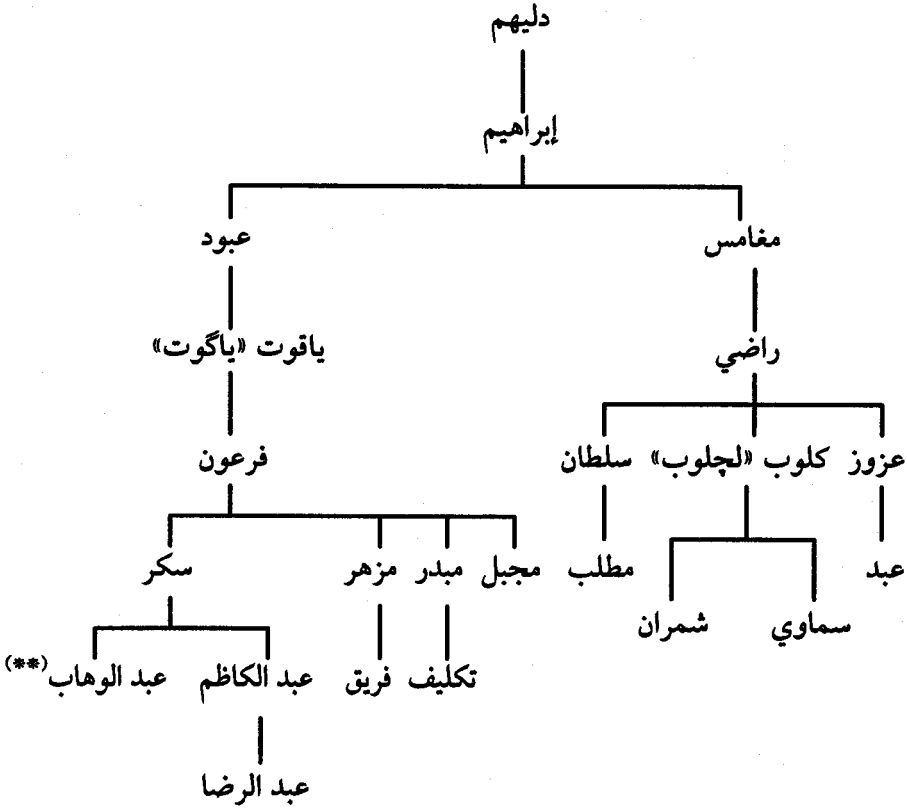 دليهم
إبراهيم
مغامس عبود
راضي ياقوت «ياگوت»
عزوز كلوب «لچلوب» سلطان فرعون
عبد مطلب مجبل مبدر مزهر سكر
سماوي شمران
تكليف فريق عبد الكاظم عبد الوهاب(**)
عبد الرضا